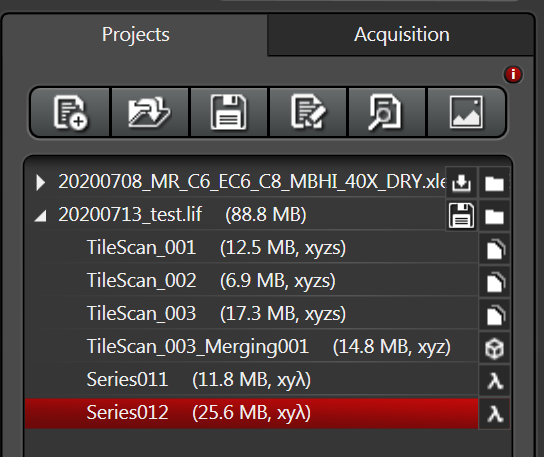 Projects Acquisition
i
20200708_MR_C6_EC6_C8_MBHI_40X_DRY.xle
20200713_test.lif (88.8 MB)
TileScan_001 (12.5 MB, xyzs)
TileScan_002 (6.9 MB, xyzs)
TileScan_003 (17.3 MB, xyzs)
TileScan_003_Merging001 (14.8 MB, xyz)
Series011 (11.8 MB, xyλ) λ
Series012 (25.6 MB, xyλ) λ